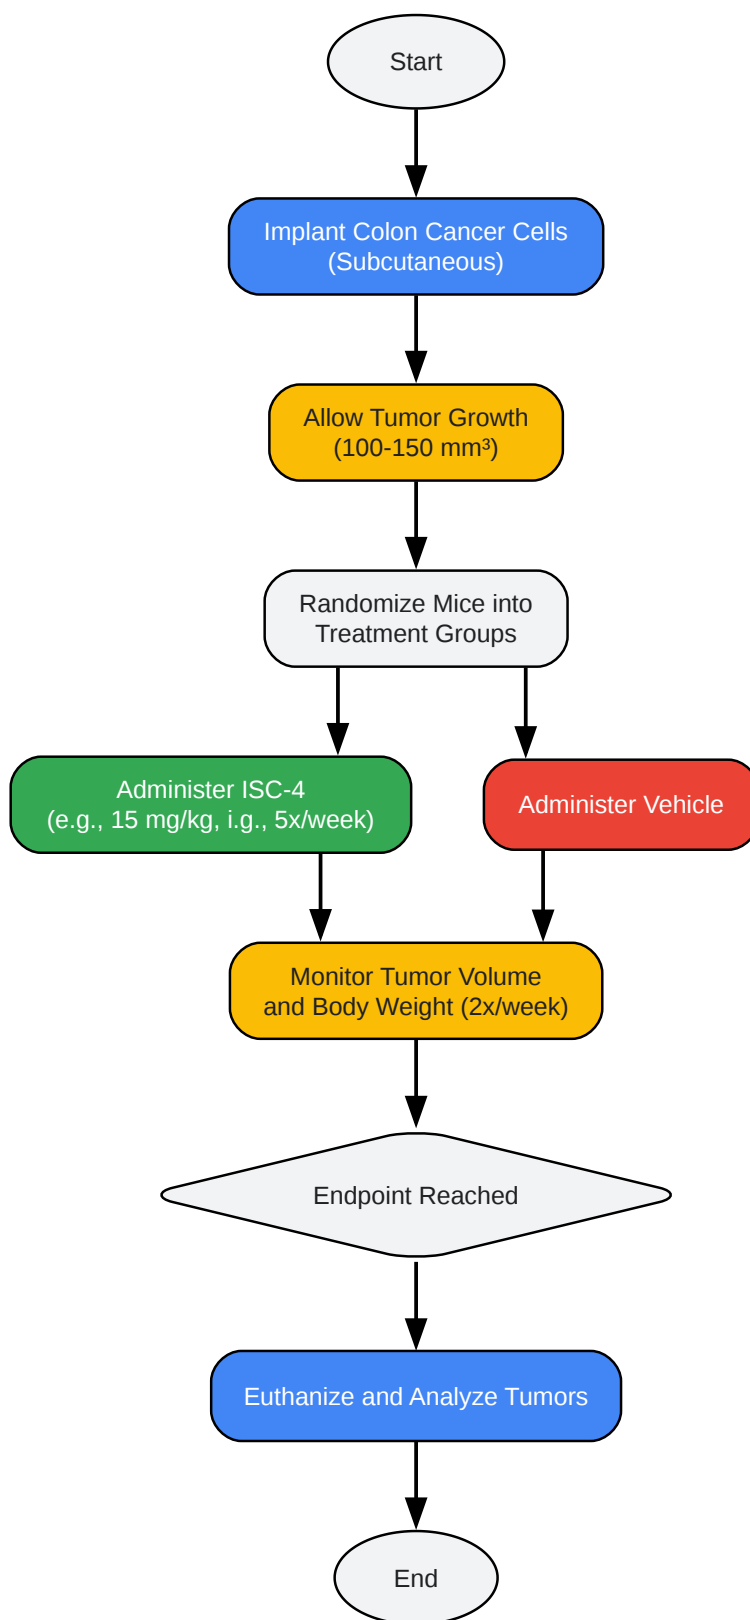 Start
Implant Colon Cancer Cells
(Subcutaneous)
Allow Tumor Growth
(100-150 mm³)
Randomize Mice into
Treatment Groups
Administer ISC-4
(e.g., 15 mg/kg, i.g., 5x/week)
Administer Vehicle
Monitor Tumor Volume
and Body Weight (2x/week)
Endpoint Reached
Euthanize and Analyze Tumors
End